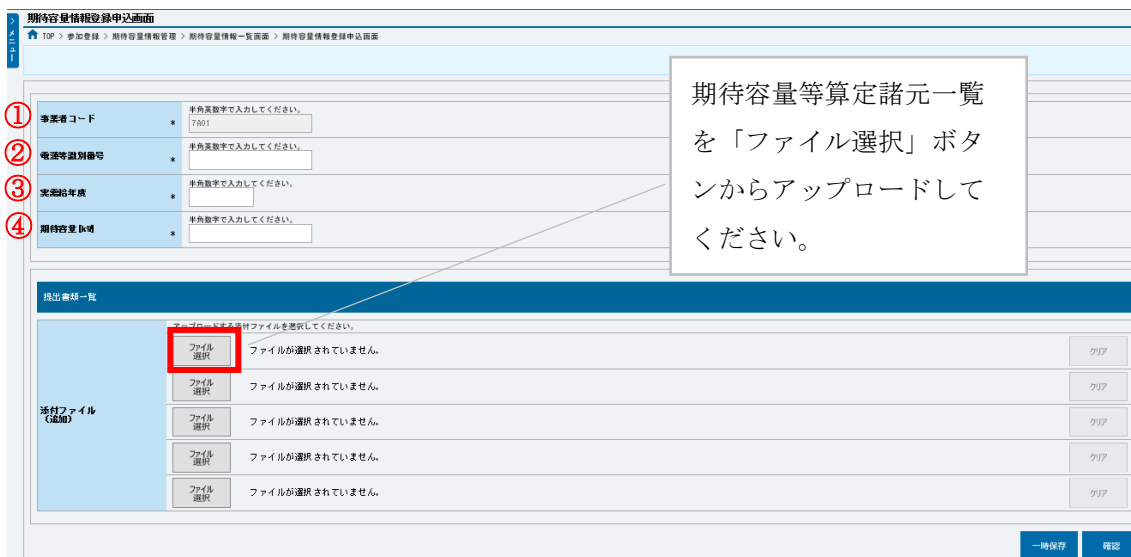 期待容量情報登録申込画面
> メニュー
TOP > 参加登録 > 期待容量情報管理 > 期待容量情報一覧画面 > 期待容量情報登録申込画面
期待容量等算定諸元一覧
を「ファイル選択」ボタ
ンからアップロードして
ください。
① 事業者コード * 半角英数字で入力してください。
7A01
② 電源等識別番号 * 半角英数字で入力してください。
③ 実需給年度 * 半角数字で入力してください。
④ 期待容量[kW] * 半角数字で入力してください。
提出書類一覧
アップロードする添付ファイルを選択してください。
添付ファイル
(追加)
ファイル
選択 ファイルが選択されていません。 クリア
ファイル
選択 ファイルが選択されていません。 クリア
ファイル
選択 ファイルが選択されていません。 クリア
ファイル
選択 ファイルが選択されていません。 クリア
ファイル
選択 ファイルが選択されていません。 クリア
一時保存 確認